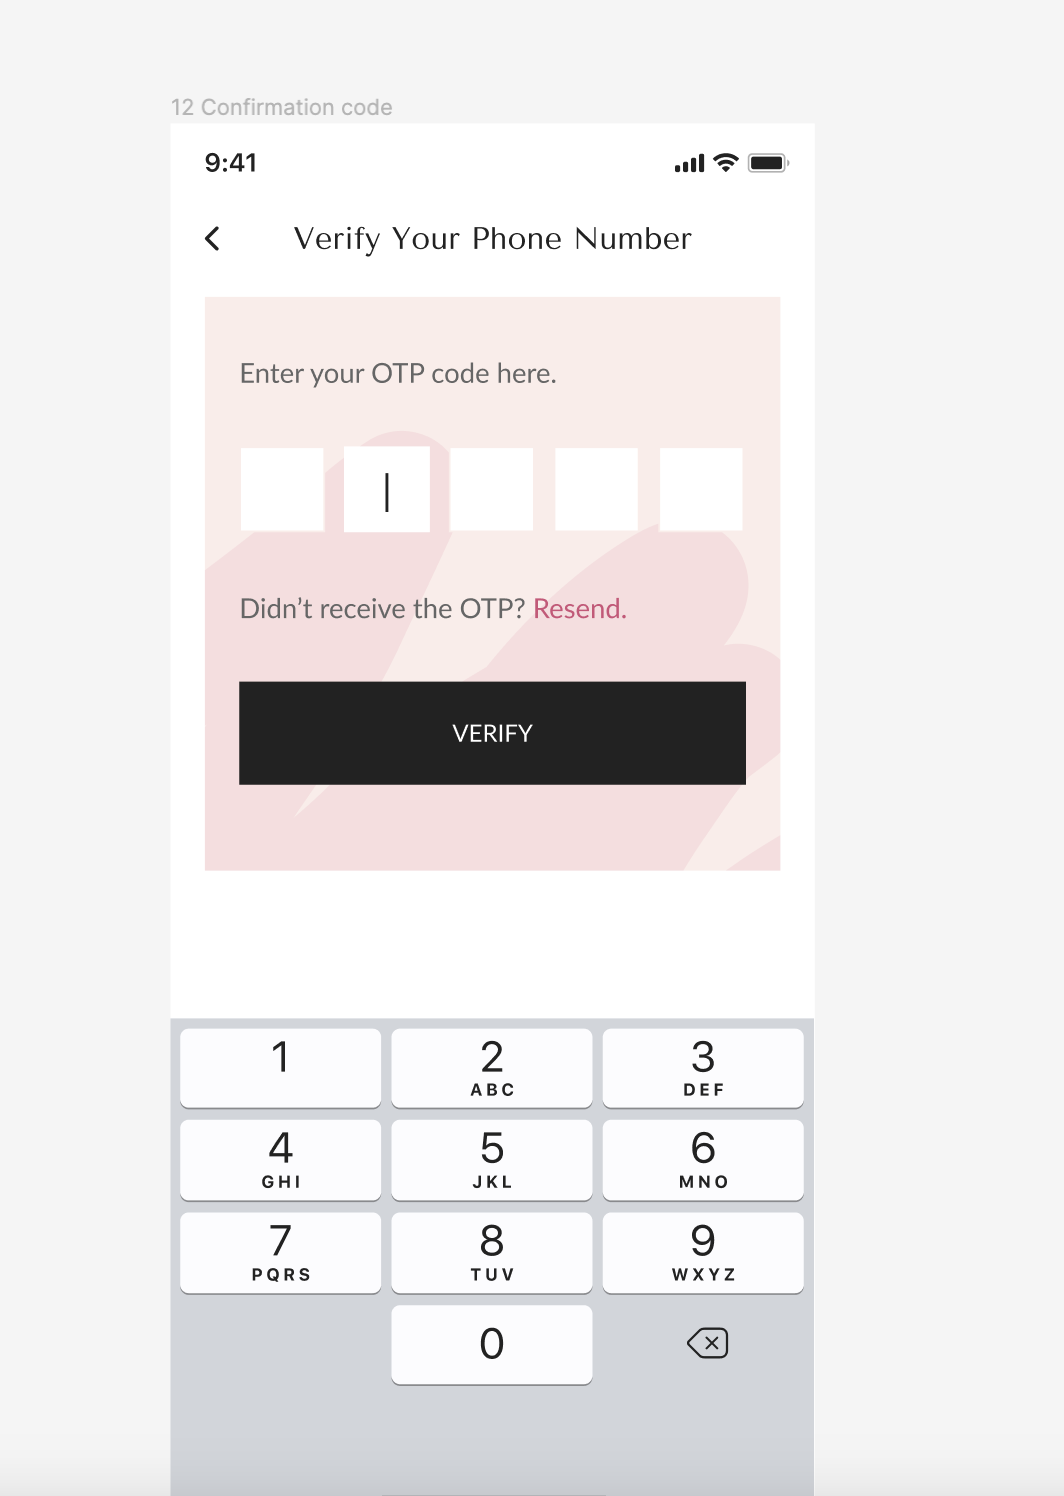 12 Confirmation code
9:41
Verify Your Phone Number
Enter your OTP code here.
Didn’t receive the OTP? Resend.
VERIFY
1
2
ABC
3
DEF
4
GHI
5
JKL
6
MNO
7
PQRS
8
TUV
9
WXYZ
0